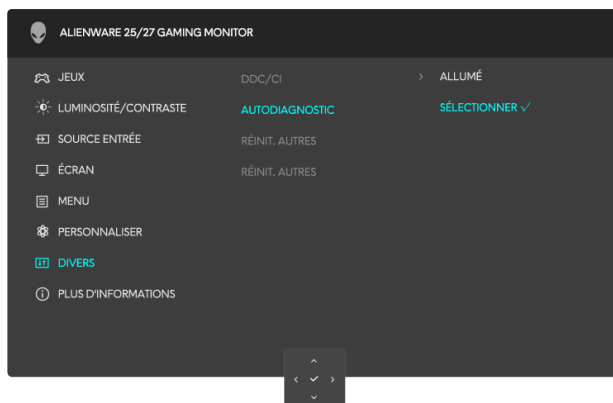 ALIENWARE 25/27 GAMING MONITOR
JEUX
DDC/CI
ALLUMÉ
LUMINOSITÉ/CONTRASTE
AUTODIAGNOSTIC
SÉLECTIONNER
SOURCE ENTRÉE
RÉINIT. AUTRES
ÉCRAN
RÉINIT. AUTRES
MENU
PERSONNALISER
DIVERS
PLUS D'INFORMATIONS